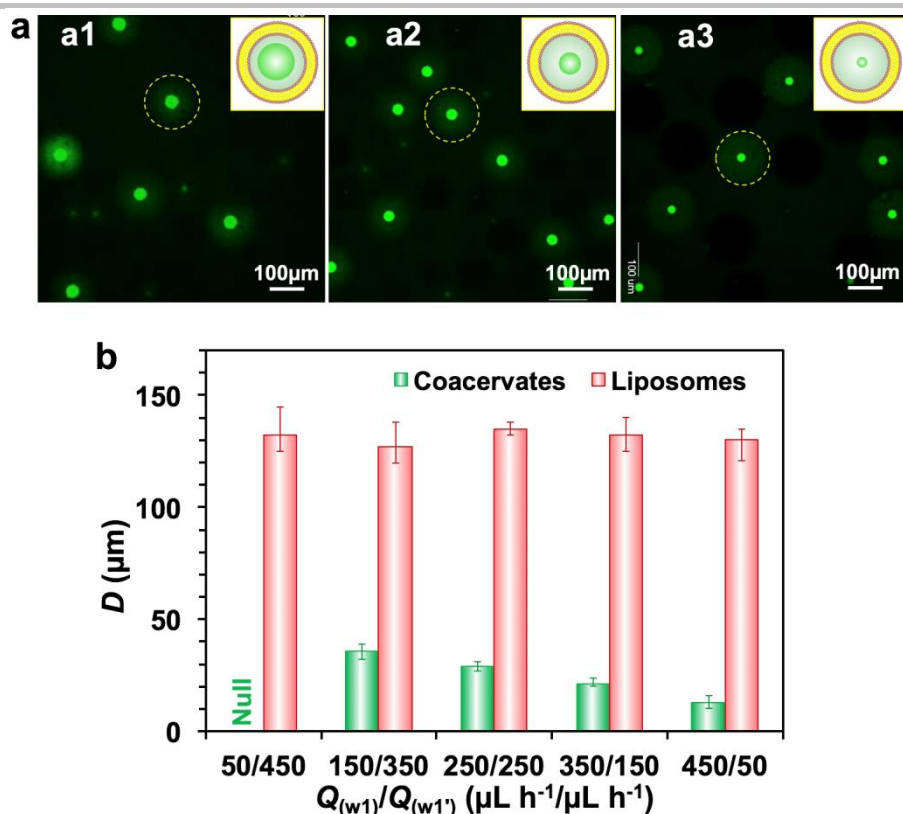 a
a1
a2
a3
100µm
100µm
100 um
100µm
b
Coacervates
Liposomes
150
100
50
0
D (µm)
Null
50/450 150/350 250/250 350/150 450/50
Q(w1)/Q(w1') (µL h⁻¹/µL h⁻¹)